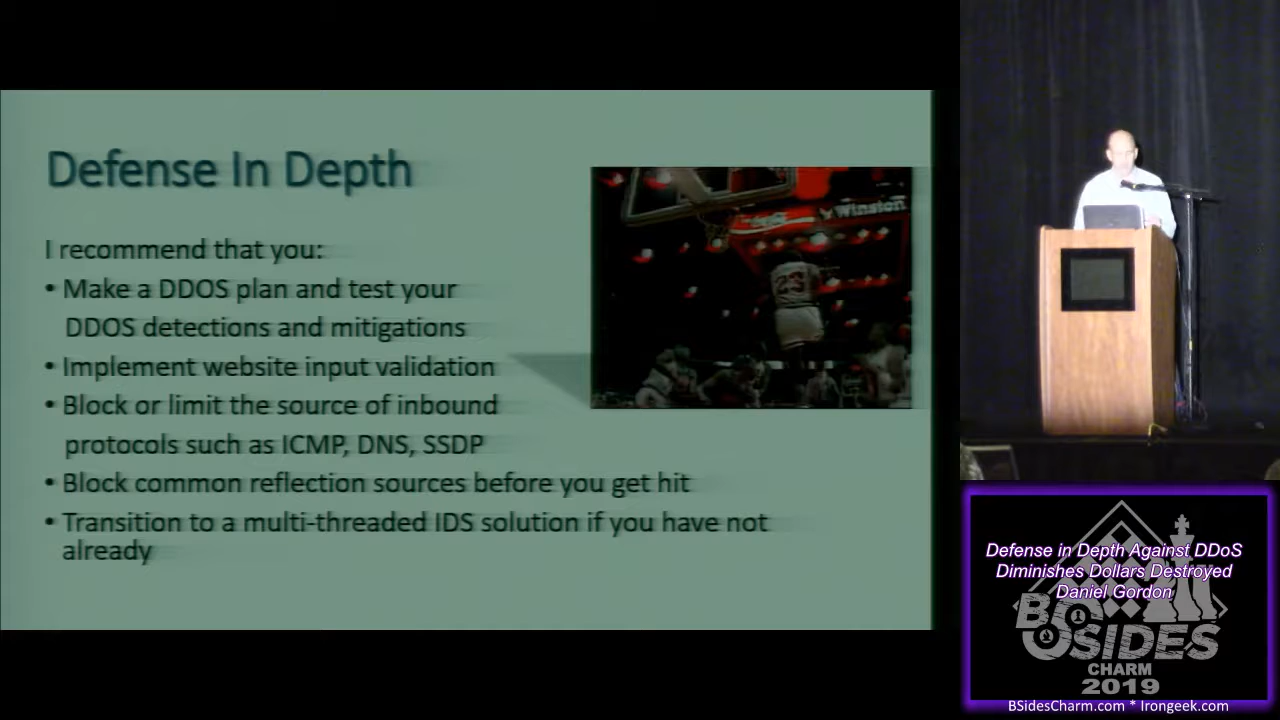 Defense In Depth
I recommend that you:
• Make a DDOS plan and test your
DDOS detections and mitigations
• Implement website input validation
• Block or limit the source of inbound
protocols such as ICMP, DNS, SSDP
• Block common reflection sources before you get hit
• Transition to a multi-threaded IDS solution if you have not
already
Winston
23
Defense in Depth Against DDoS
Diminishes Dollars Destroyed
Daniel Gordon
BSIDES
CHARM
2019
BSidesCharm.com * Irongeek.com